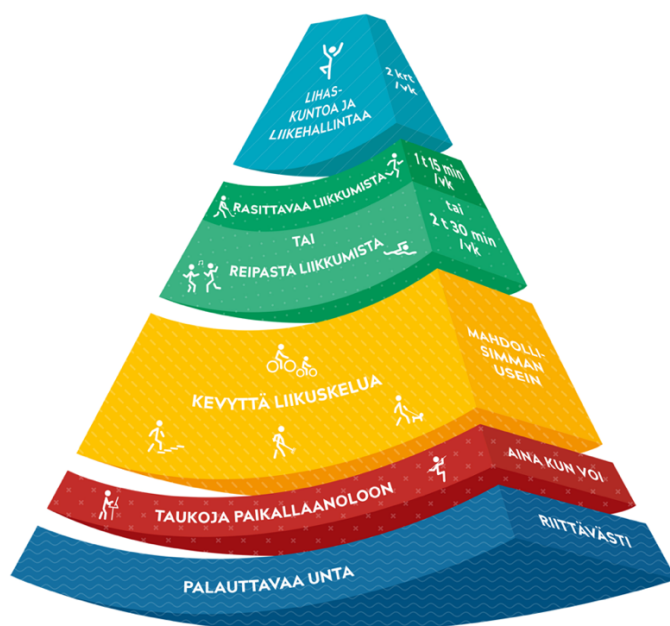 LIHAS-
KUNTOA JA
LIIKEHALLINTAA
2 krt
/vk
RASITTAVAA LIIKKUMISTA
1 t 15 min
/vk
TAI
REIPASTA LIIKKUMISTA
tai
2 t 30 min
/vk
KEVYTTÄ LIIKUSKELUA
MAHDOLLI-
SIMMAN
USEIN
TAUKOJA PAIKALLAANOLOON
AINA KUN VOI
PALAUTTAVAA UNTA
RIITTÄVÄSTI